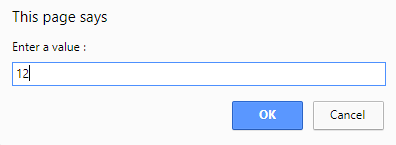 This page says
Enter a value :
12
OK
Cancel